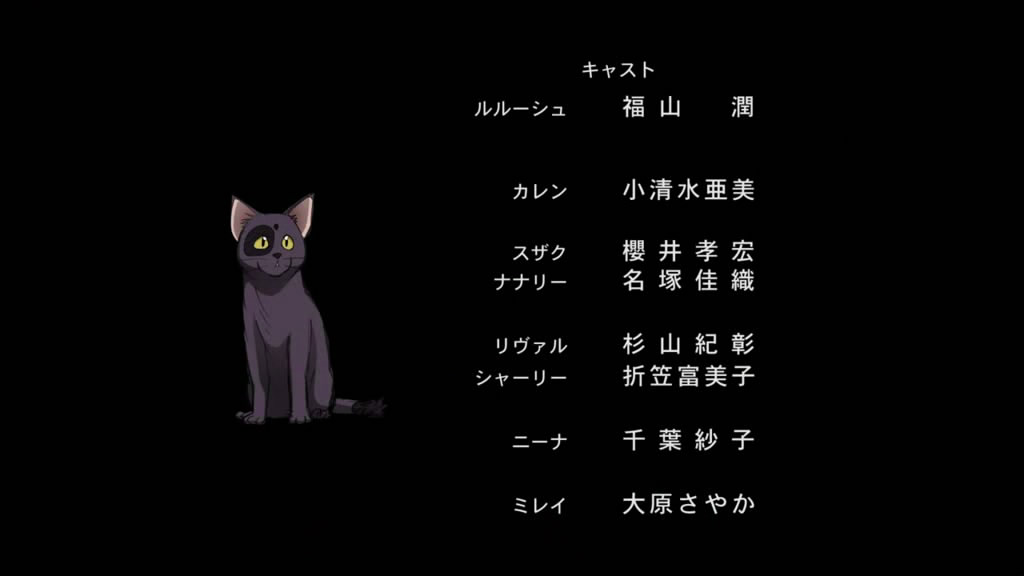 キャスト
ルルーシュ 福山 潤
カレン 小清水亜美
スザク 櫻井孝宏
ナナリー 名塚佳織
リヴァル 杉山紀彰
シャーリー 折笠富美子
ニーナ 千葉紗子
ミレイ 大原さやか